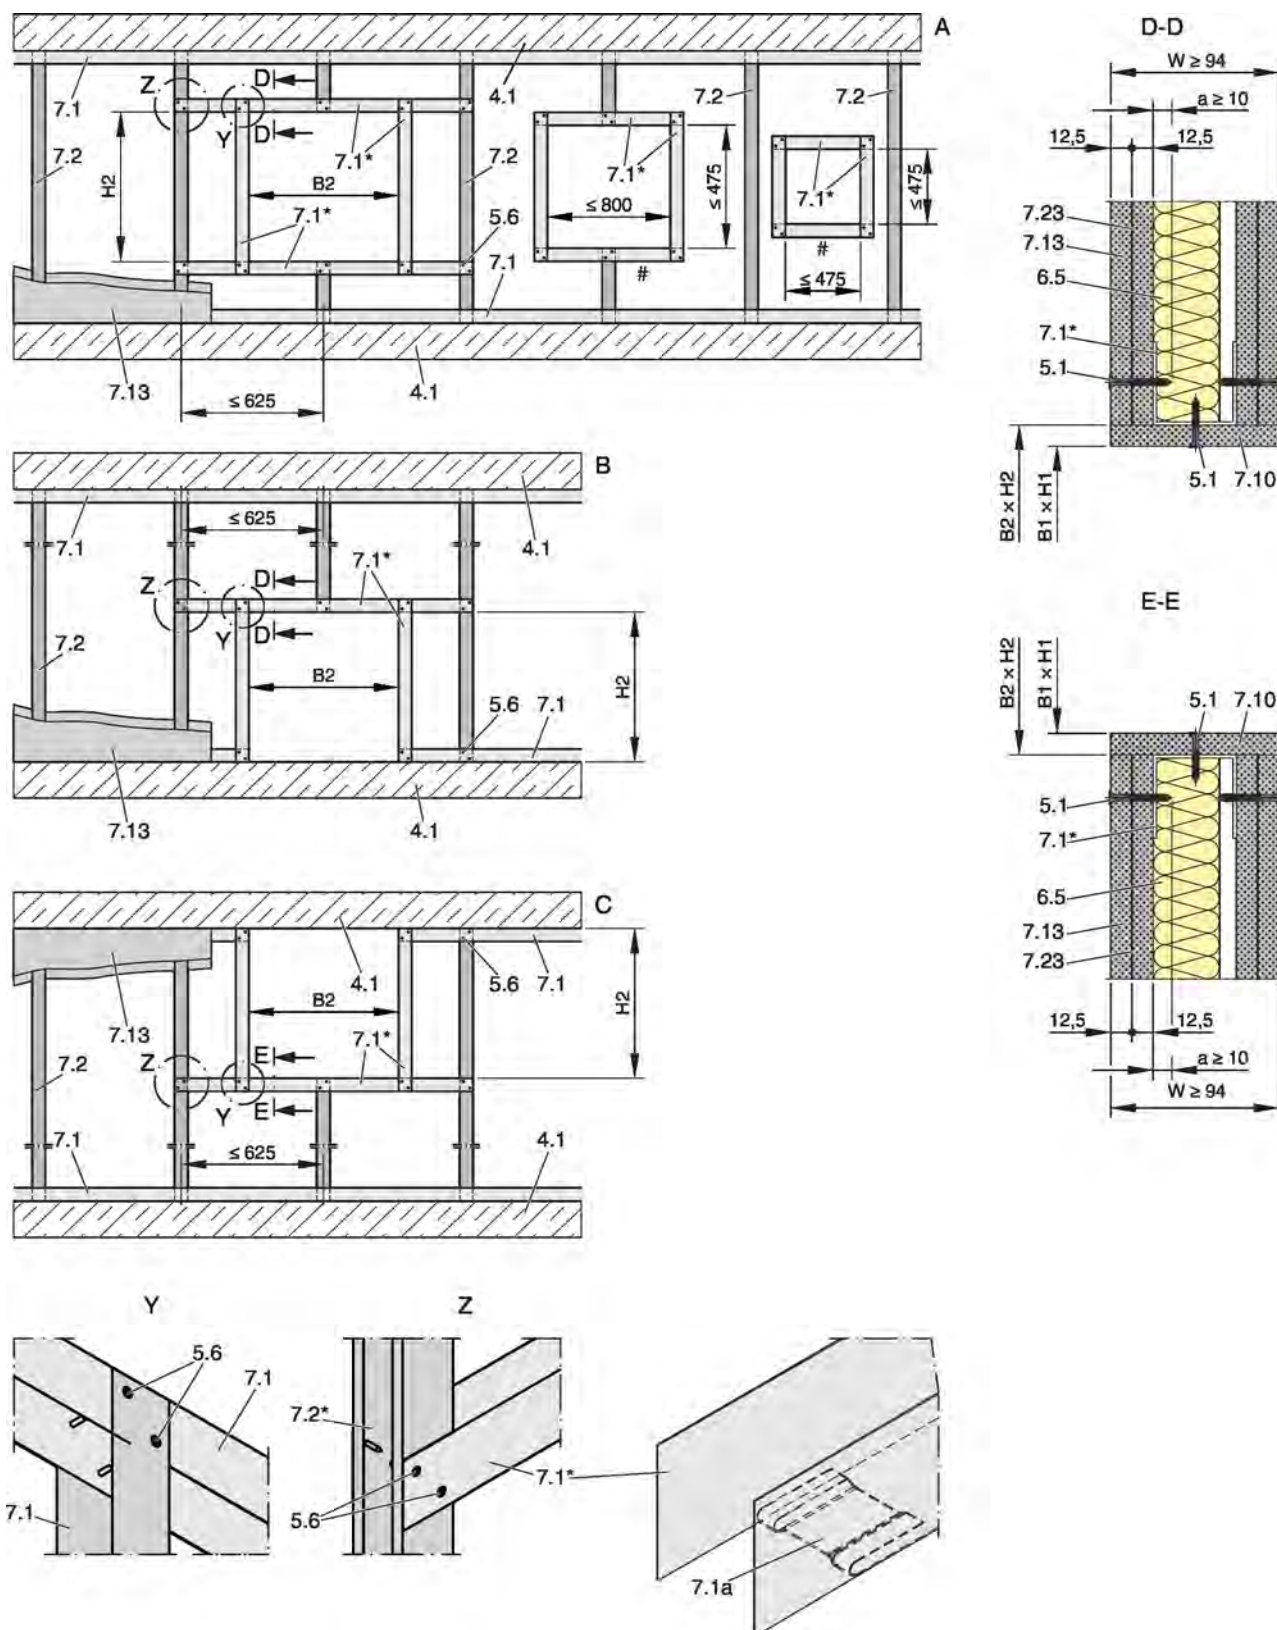 A
Z
D
7.1
4.1
7.2
7.2
Y
D
7.1*
7.1*
7.1*
7.2
H2
B2
7.2
≤ 475
≤ 475
≤ 800
7.1*
5.6
7.1
#
#
≤ 475
7.13
4.1
≤ 625
B
≤ 625
7.1
4.1
7.1*
Z
D
Y
D
7.2
B2
H2
5.6
7.1
7.13
4.1
C
4.1
5.6
7.1
H2
B2
7.13
7.1*
Z
E
7.2
Y
E
7.1
≤ 625
4.1
D-D
W ≥ 94
a ≥ 10
12,5
12,5
7.23
7.13
6.5
7.1*
5.1
B2 × H2
B1 × H1
5.1
7.10
E-E
B2 × H2
B1 × H1
5.1
7.10
5.1
7.1*
6.5
7.13
7.23
12,5
12,5
a ≥ 10
W ≥ 94
Y
5.6
7.1
7.1
Z
7.2*
5.6
7.1*
7.1a